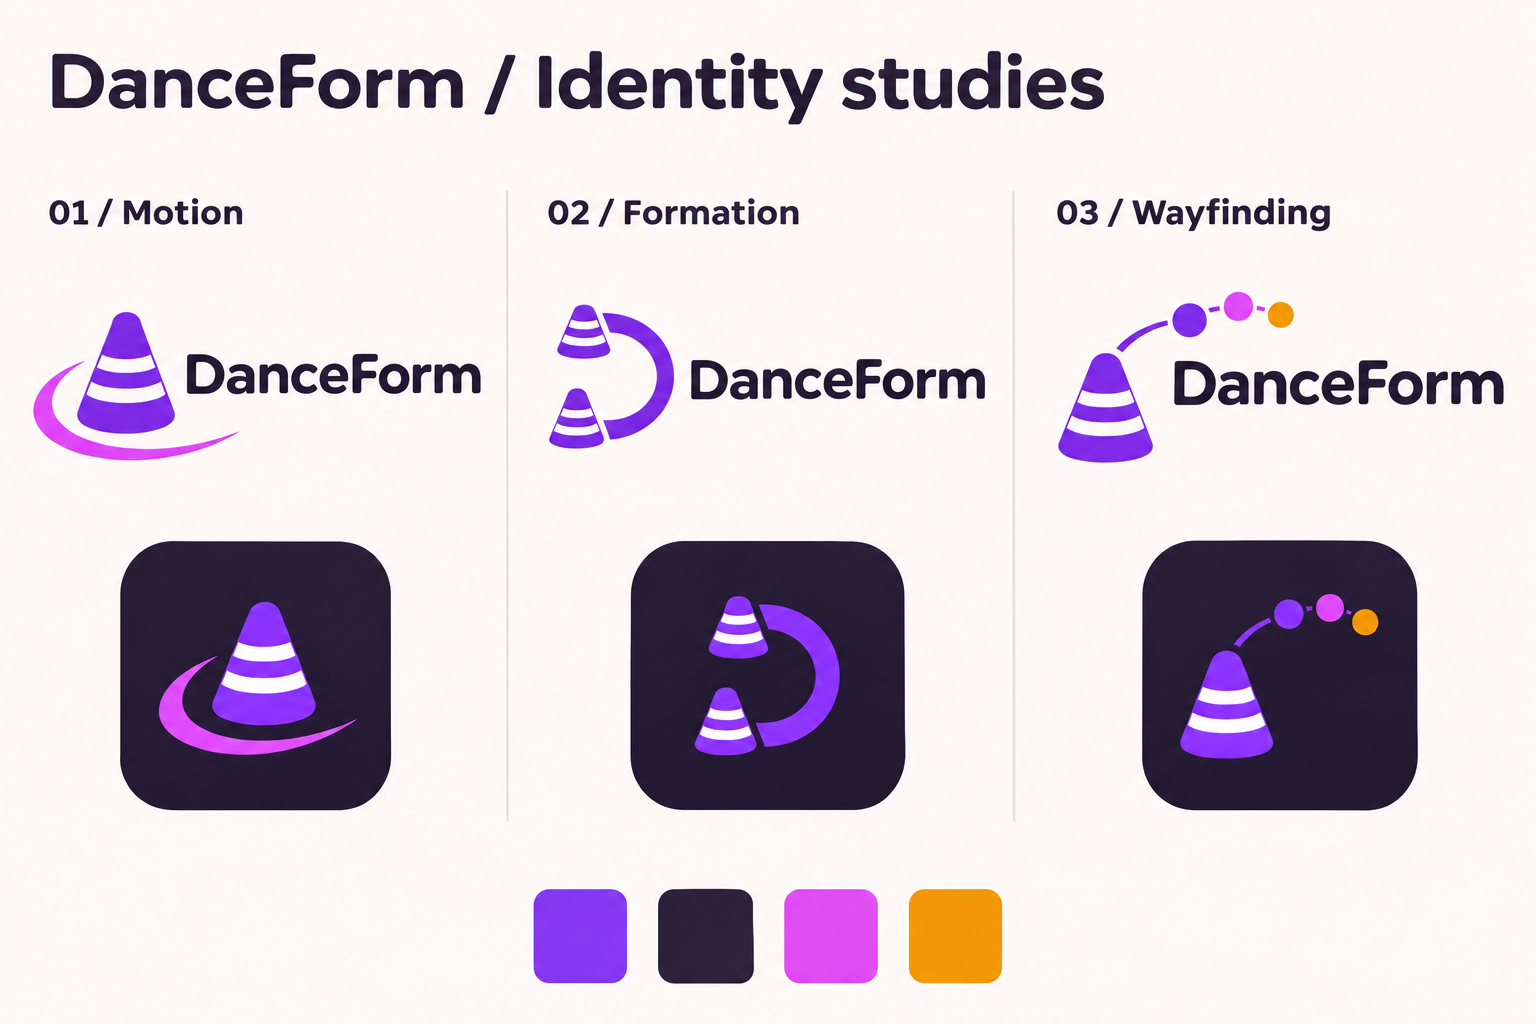 DanceForm / Identity studies
01 / Motion
02 / Formation
03 / Wayfinding
DanceForm
DanceForm
DanceForm